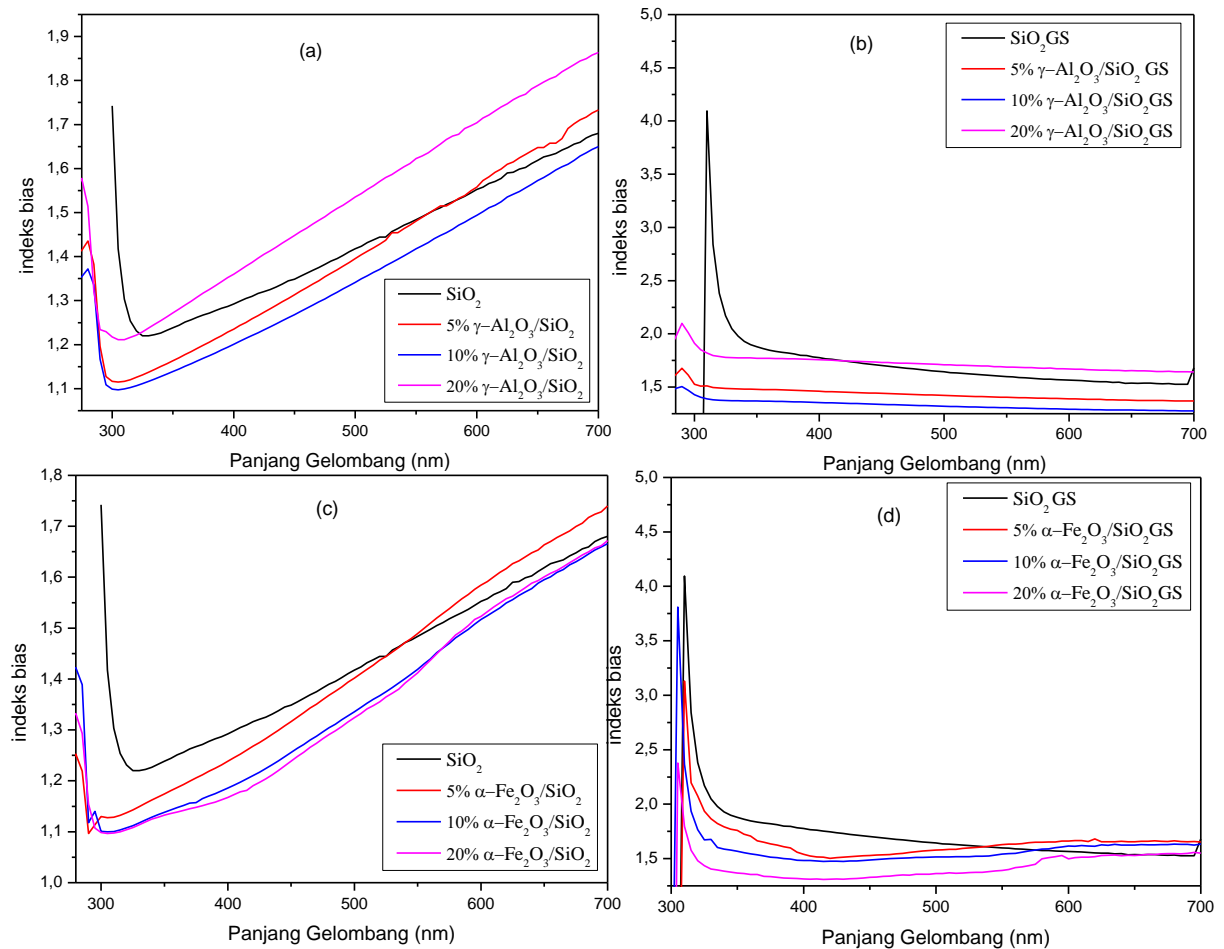 (a)
indeks bias
1,9
1,8
1,7
1,6
1,5
1,4
1,3
1,2
1,1
SiO₂
5% γ−Al₂O₃/SiO₂
10% γ−Al₂O₃/SiO₂
20% γ−Al₂O₃/SiO₂
300 400 500 600 700
Panjang Gelombang (nm)
(b)
indeks bias
5,0
4,5
4,0
3,5
3,0
2,5
2,0
1,5
SiO₂GS
5% γ−Al₂O₃/SiO₂ GS
10% γ−Al₂O₃/SiO₂GS
20% γ−Al₂O₃/SiO₂GS
300 400 500 600 700
Panjang Gelombang (nm)
(c)
indeks bias
1,8
1,7
1,6
1,5
1,4
1,3
1,2
1,1
1,0
SiO₂
5% α−Fe₂O₃/SiO₂
10% α−Fe₂O₃/SiO₂
20% α−Fe₂O₃/SiO₂
300 400 500 600 700
Panjang Gelombang (nm)
(d)
indeks bias
5,0
4,5
4,0
3,5
3,0
2,5
2,0
1,5
SiO₂GS
5% α−Fe₂O₃/SiO₂GS
10% α−Fe₂O₃/SiO₂GS
20% α−Fe₂O₃/SiO₂GS
300 400 500 600 700
Panjang Gelombang (nm)